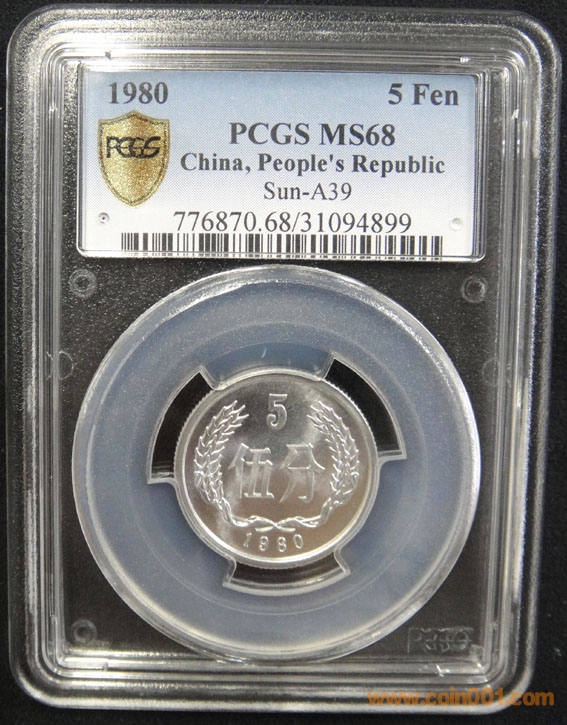 1980 5 Fen
PCGS PCGS MS68
China, People's Republic
Sun-A39
776870.68/31094899
5
伍分
1980
PCGS
www.coin001.com